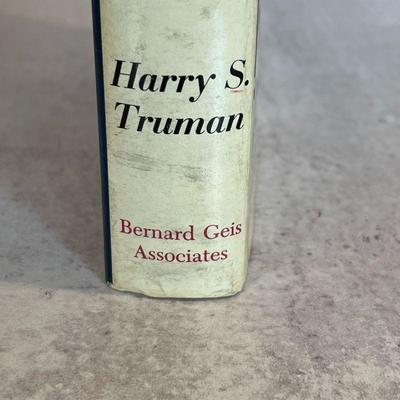 Harry S.
Truman
Bernard Geis
Associates